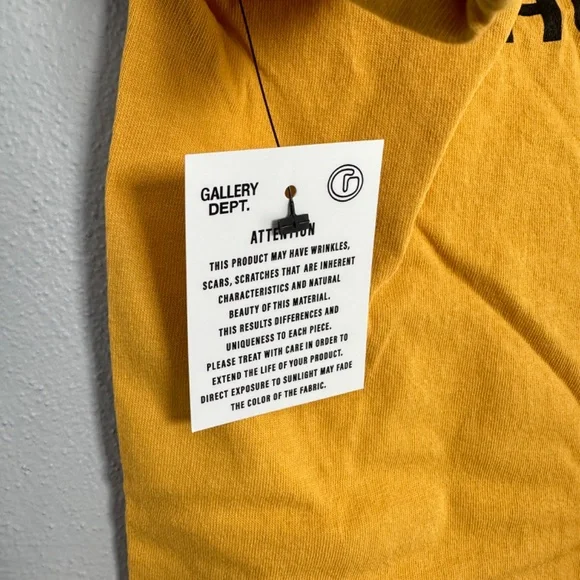 GALLERY
DEPT.
G
ATTENTION
THIS PRODUCT MAY HAVE WRINKLES,
SCARS, SCRATCHES THAT ARE INHERENT
CHARACTERISTICS AND NATURAL
BEAUTY OF THIS MATERIAL.
THIS RESULTS DIFFERENCES AND
UNIQUENESS TO EACH PIECE.
PLEASE TREAT WITH CARE IN ORDER TO
EXTEND THE LIFE OF YOUR PRODUCT.
DIRECT EXPOSURE TO SUNLIGHT MAY FADE
THE COLOR OF THE FABRIC.